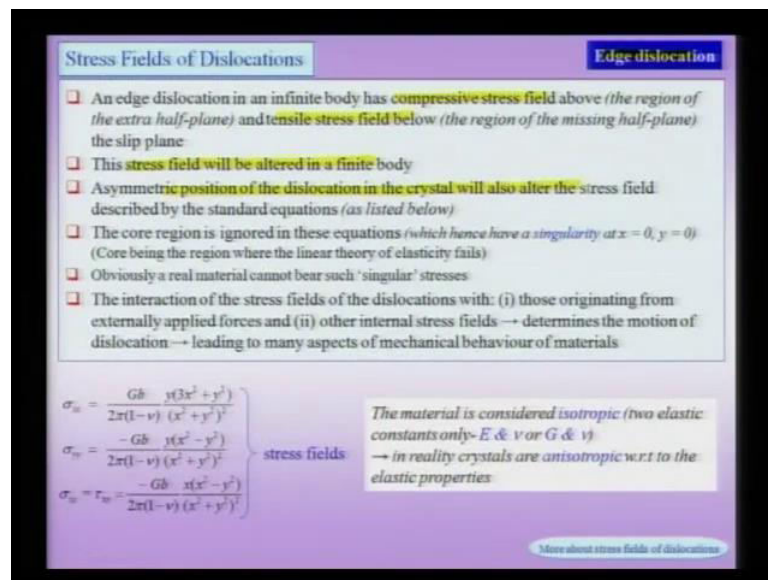 Stress Fields of Dislocations
Edge dislocation
❑ An edge dislocation in an infinite body has compressive stress field above (the region of
the extra half-plane) and tensile stress field below (the region of the missing half-plane)
the slip plane
❑ This stress field will be altered in a finite body
❑ Asymmetric position of the dislocation in the crystal will also alter the stress field
described by the standard equations (as listed below)
❑ The core region is ignored in these equations (which hence have a singularity at x = 0, y = 0)
(Core being the region where the linear theory of elasticity fails)
❑ Obviously a real material cannot bear such 'singular' stresses
❑ The interaction of the stress fields of the dislocations with: (i) those originating from
externally applied forces and (ii) other internal stress fields → determines the motion of
dislocation → leading to many aspects of mechanical behaviour of materials
σxx = Gb/2π(1−ν) y(3x² + y²)/(x² + y²)²
σyy = −Gb/2π(1−ν) y(x² − y²)/(x² + y²)²
σxy = τxy = −Gb/2π(1−ν) x(x² − y²)/(x² + y²)²
stress fields
The material is considered isotropic (two elastic
constants only- E & ν or G & ν)
→ in reality crystals are anisotropic w.r.t to the
elastic properties
More about stress fields of dislocations